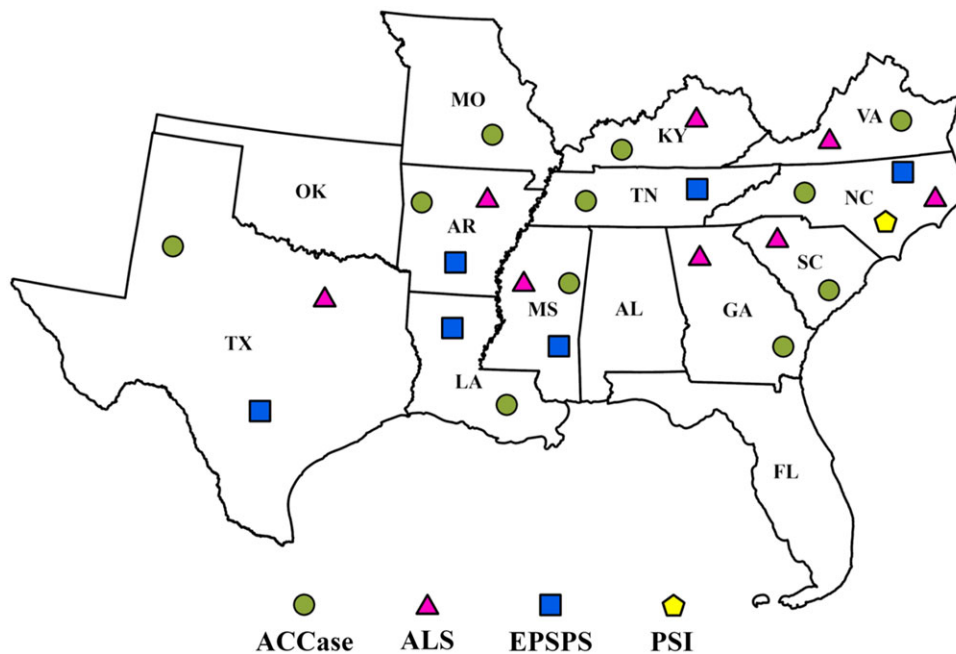 MO
KY
VA
OK
AR
TN
NC
TX
LA
MS
AL
GA
SC
FL
ACCase ALS EPSPS PSI